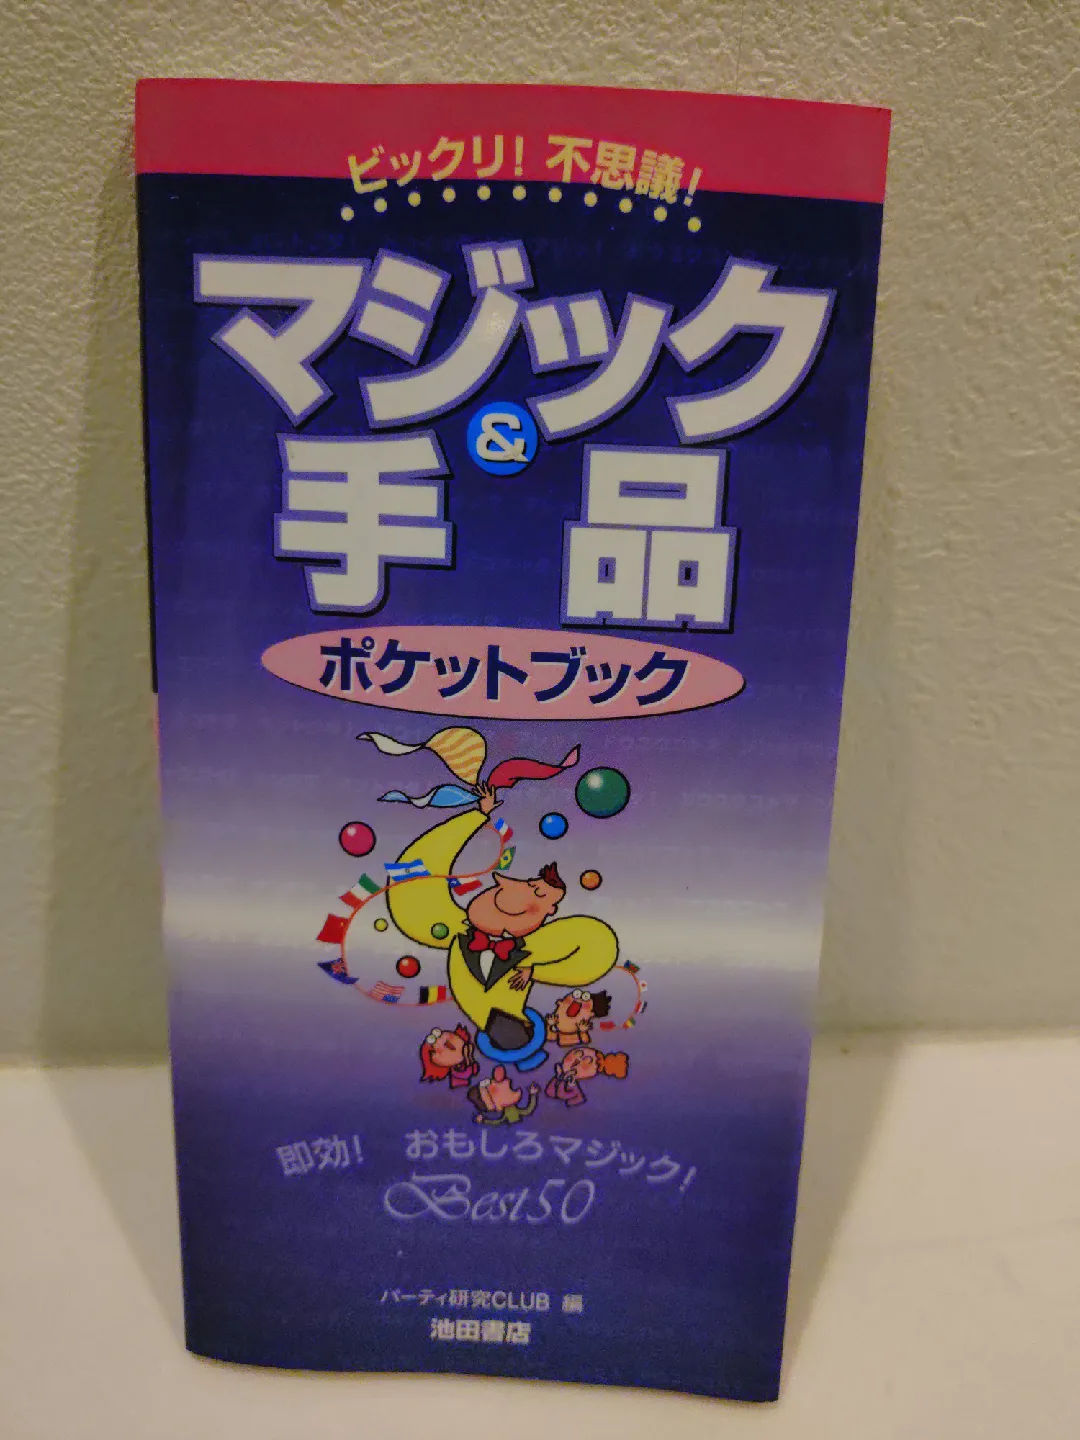 ビックリ! 不思議!
マジック
&
手品
ポケットブック
即効! おもしろマジック!
Best50
パーティ研究CLUB 編
池田書店